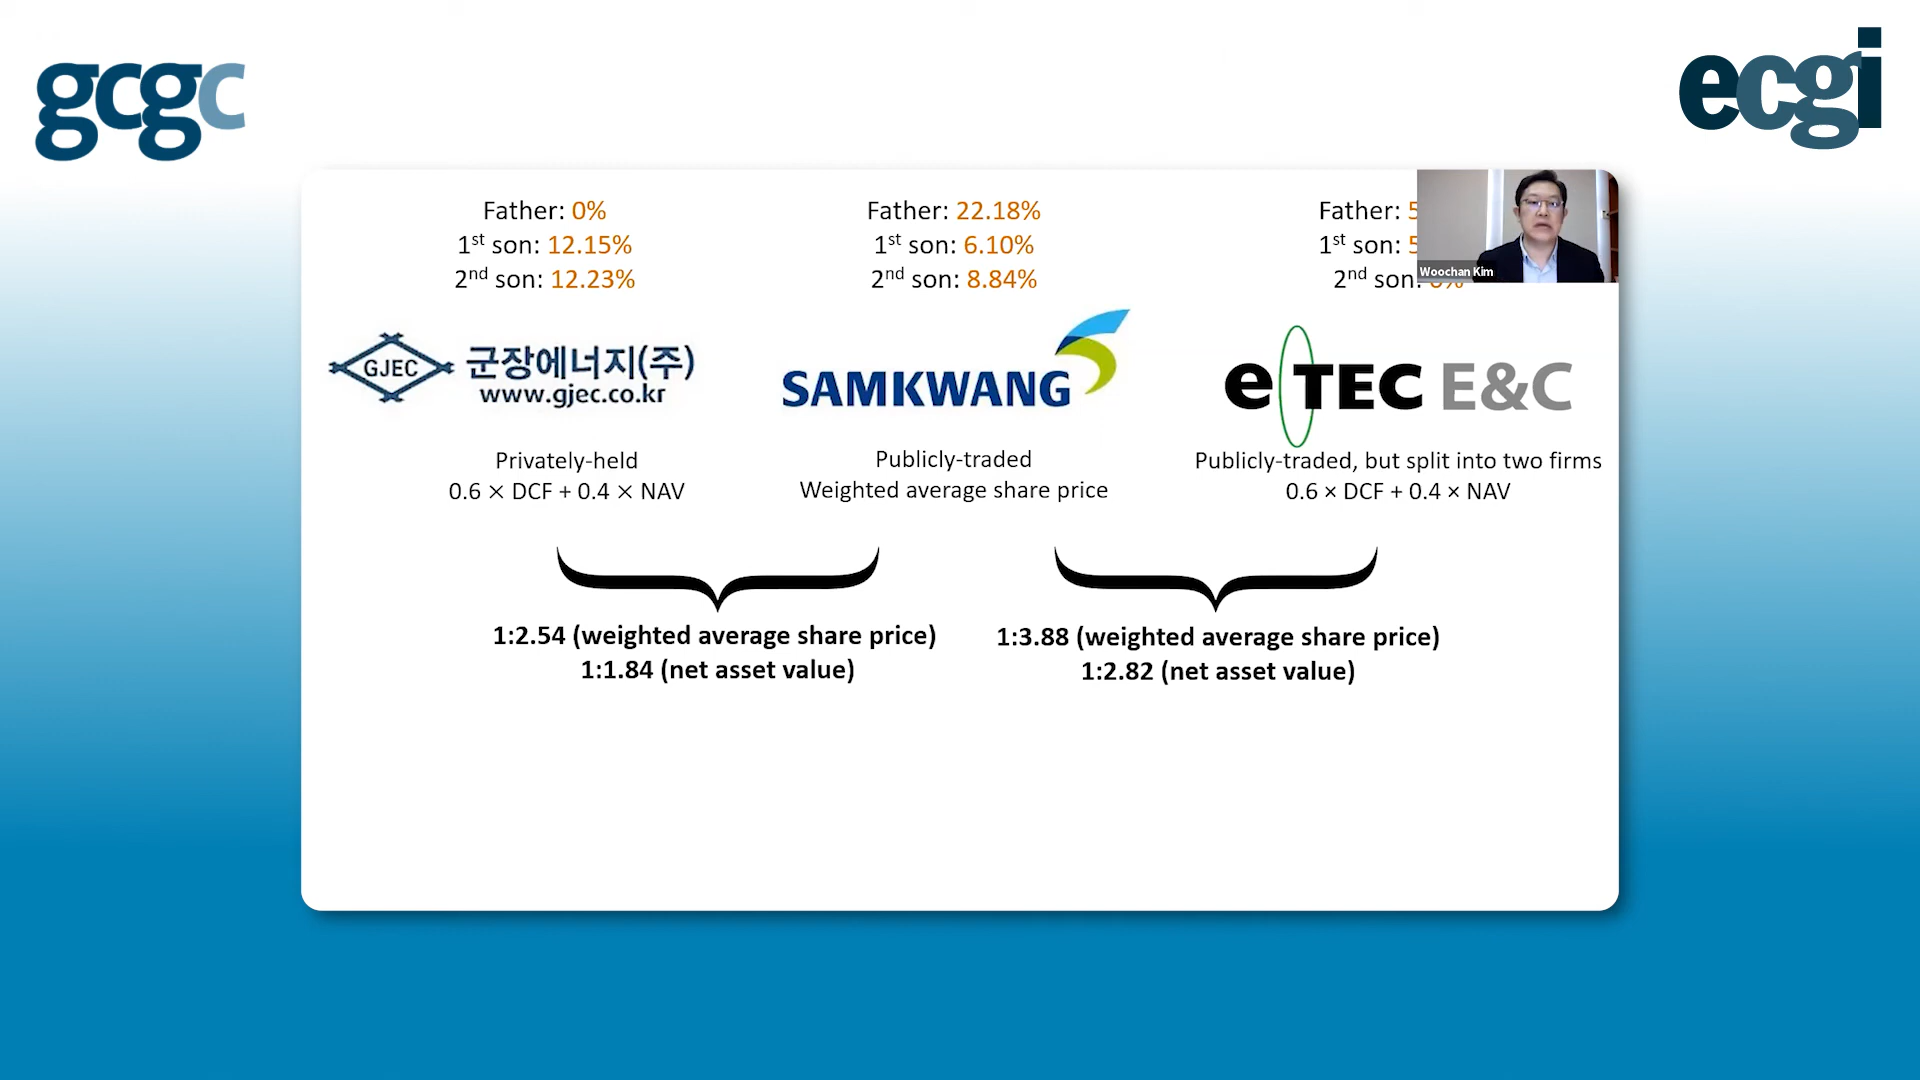 gcgc
ecgi
Father: 0%
1st son: 12.15%
2nd son: 12.23%
Father: 22.18%
1st son: 6.10%
2nd son: 8.84%
Father: 5
1st son: 5
2nd son: 0%
Woochan Kim
GJEC
군장에너지(주)
www.gjec.co.kr
SAMKWANG
eTEC E&C
Privately-held
0.6 × DCF + 0.4 × NAV
Publicly-traded
Weighted average share price
Publicly-traded, but split into two firms
0.6 × DCF + 0.4 × NAV
1:2.54 (weighted average share price)
1:1.84 (net asset value)
1:3.88 (weighted average share price)
1:2.82 (net asset value)